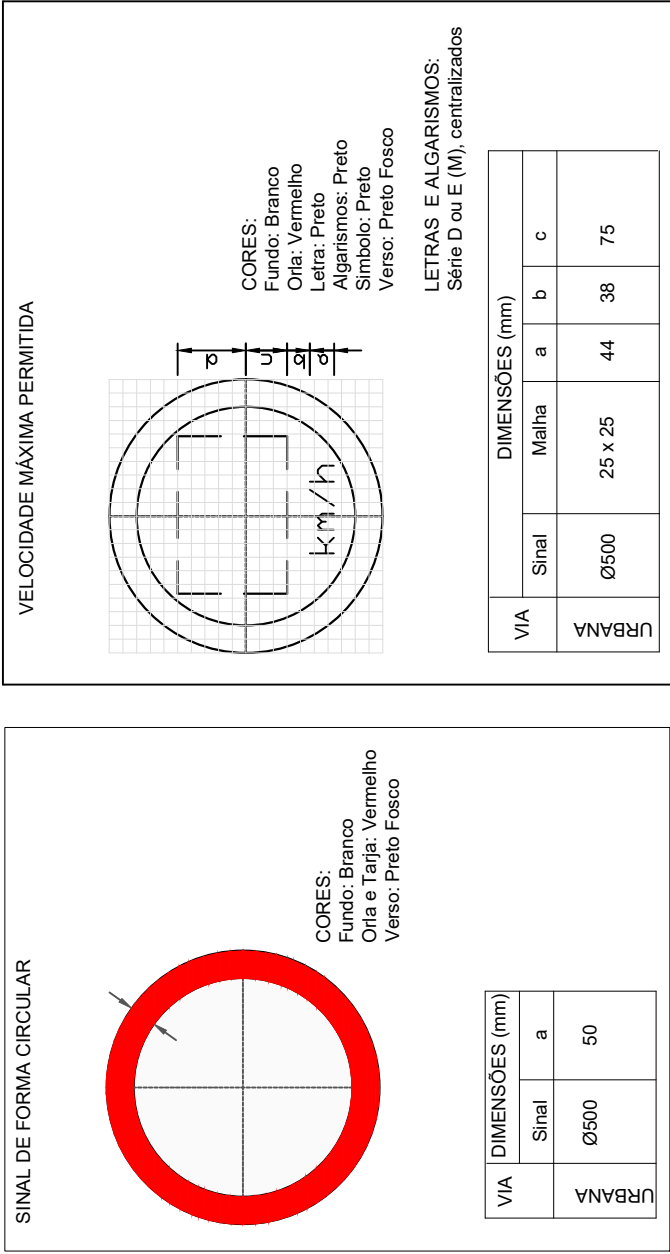 SINAL DE FORMA CIRCULAR
CORES:
Fundo: Branco
Orla e Tarja: Vermelho
Verso: Preto Fosco
VIA DIMENSÕES (mm)
Sinal a
URBANA Ø500 50
VELOCIDADE MÁXIMA PERMITIDA
km/h
CORES:
Fundo: Branco
Orla: Vermelho
Letra: Preto
Algarismos: Preto
Simbolo: Preto
Verso: Preto Fosco
LETRAS E ALGARISMOS:
Série D ou E (M), centralizados
VIA DIMENSÕES (mm)
Sinal Malha a b c
URBANA Ø500 25 x 25 44 38 75